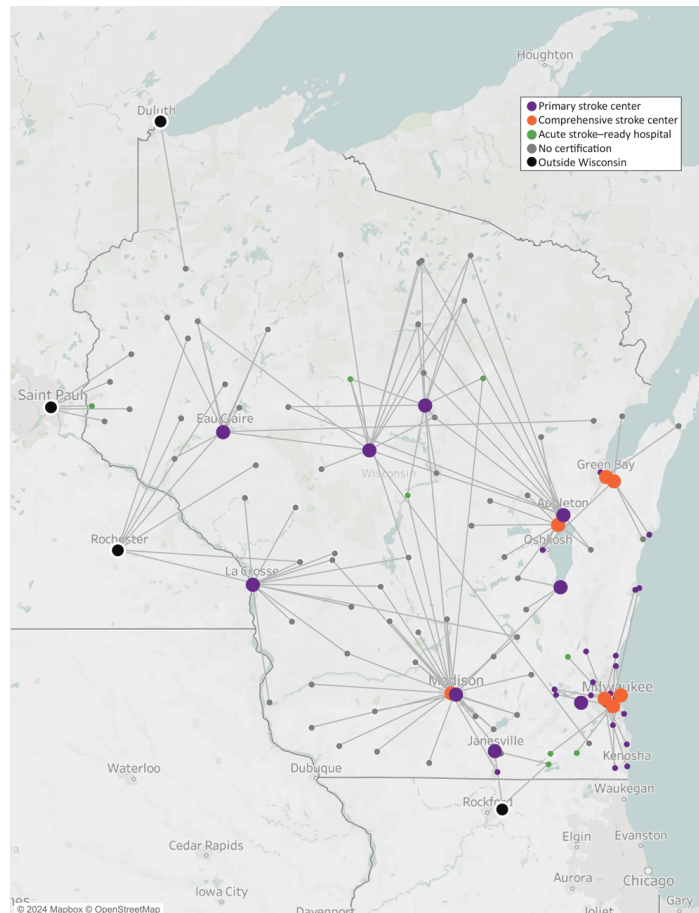 Houghton
Duluth
Primary stroke center
Comprehensive stroke center
Acute stroke–ready hospital
No certification
Outside Wisconsin
Saint Paul
Eau Claire
Wisconsin
Green Bay
Appleton
Rochester
Oshkosh
La Crosse
Madison
Milwaukee
Janesville
Kenosha
Waterloo
Dubuque
Waukegan
Rockford
Cedar Rapids
Elgin
Evanston
Aurora
Chicago
Iowa City
Gary
Davenport
Joliet
© 2024 Mapbox © OpenStreetMap